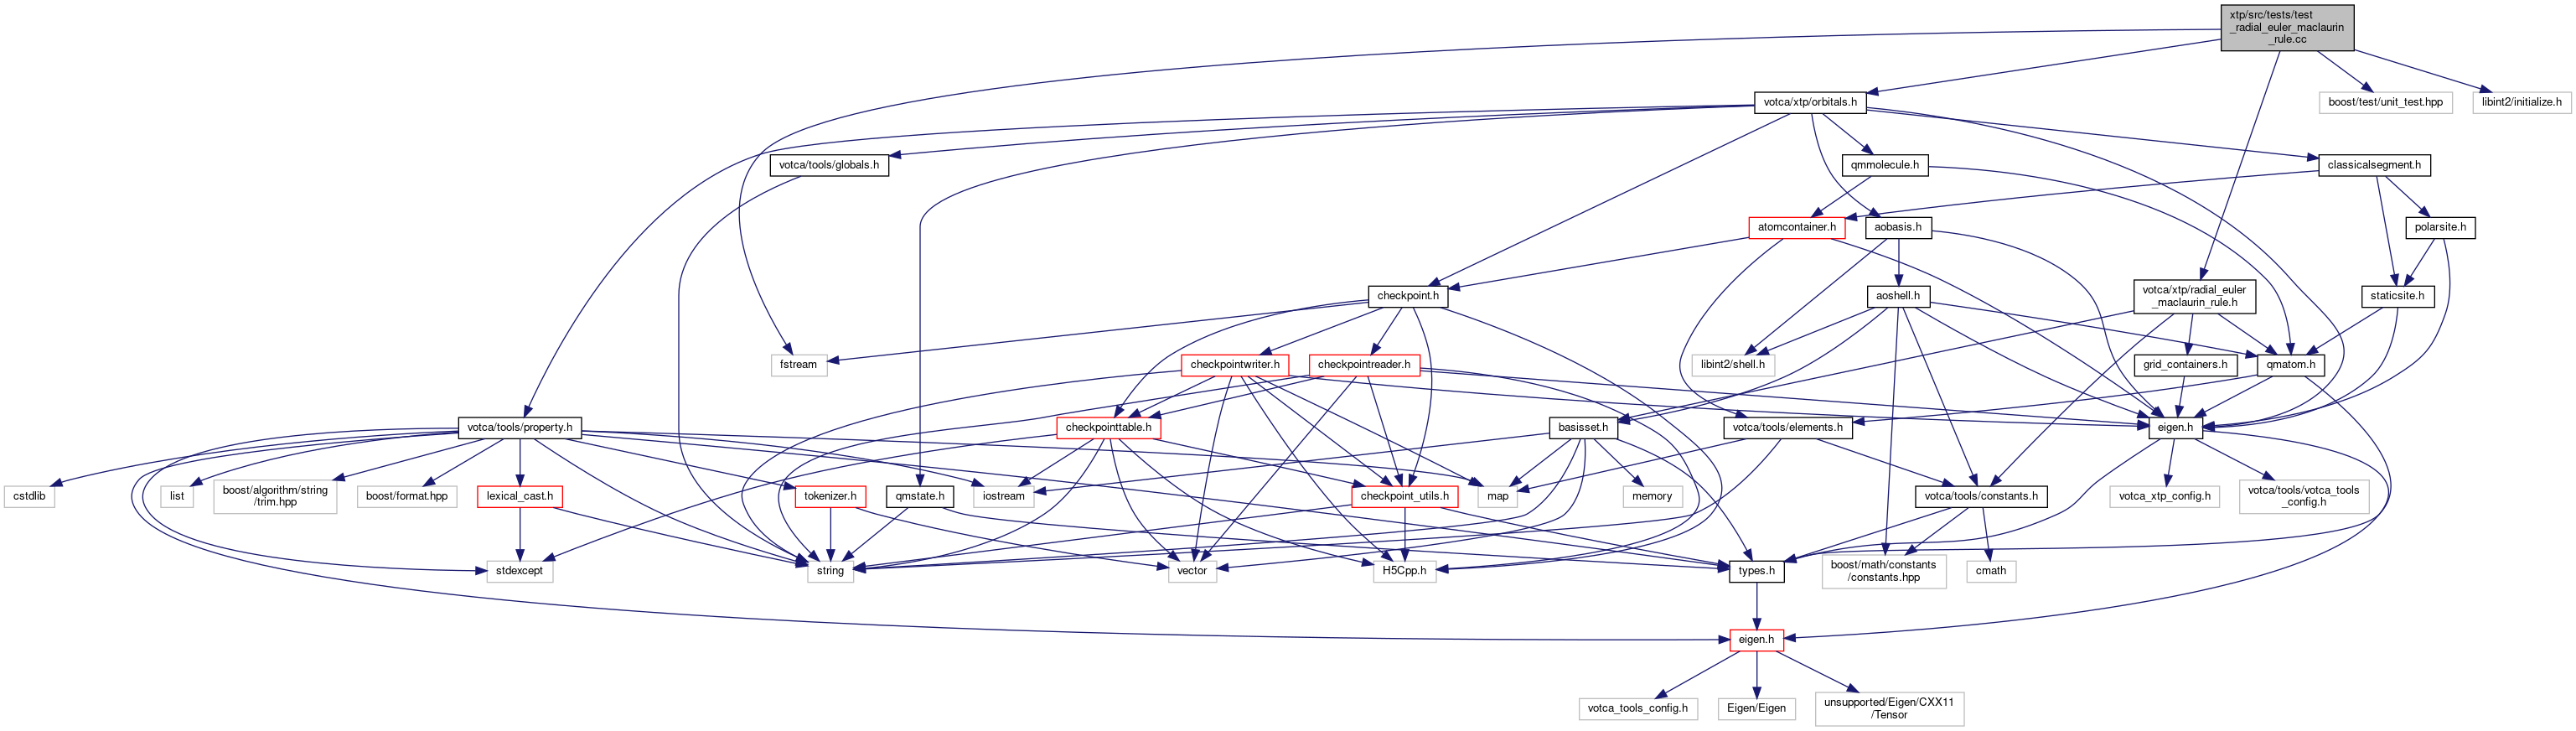 xtp/src/tests/test
_radial_euler_maclaurin
_rule.cc
votca/xtp/orbitals.h
boost/test/unit_test.hpp
libint2/initialize.h
votca/tools/globals.h
qmmolecule.h
classicalsegment.h
atomcontainer.h
aobasis.h
polarsite.h
checkpoint.h
aoshell.h
votca/xtp/radial_euler
_maclaurin_rule.h
staticsite.h
fstream
checkpointwriter.h
checkpointreader.h
libint2/shell.h
grid_containers.h
qmatom.h
votca/tools/property.h
checkpointtable.h
basisset.h
votca/tools/elements.h
eigen.h
cstdlib
list
boost/algorithm/string
/trim.hpp
boost/format.hpp
lexical_cast.h
tokenizer.h
qmstate.h
iostream
checkpoint_utils.h
map
memory
votca/tools/constants.h
votca_xtp_config.h
votca/tools/votca_tools
_config.h
stdexcept
string
vector
H5Cpp.h
types.h
boost/math/constants
/constants.hpp
cmath
eigen.h
votca_tools_config.h
Eigen/Eigen
unsupported/Eigen/CXX11
/Tensor